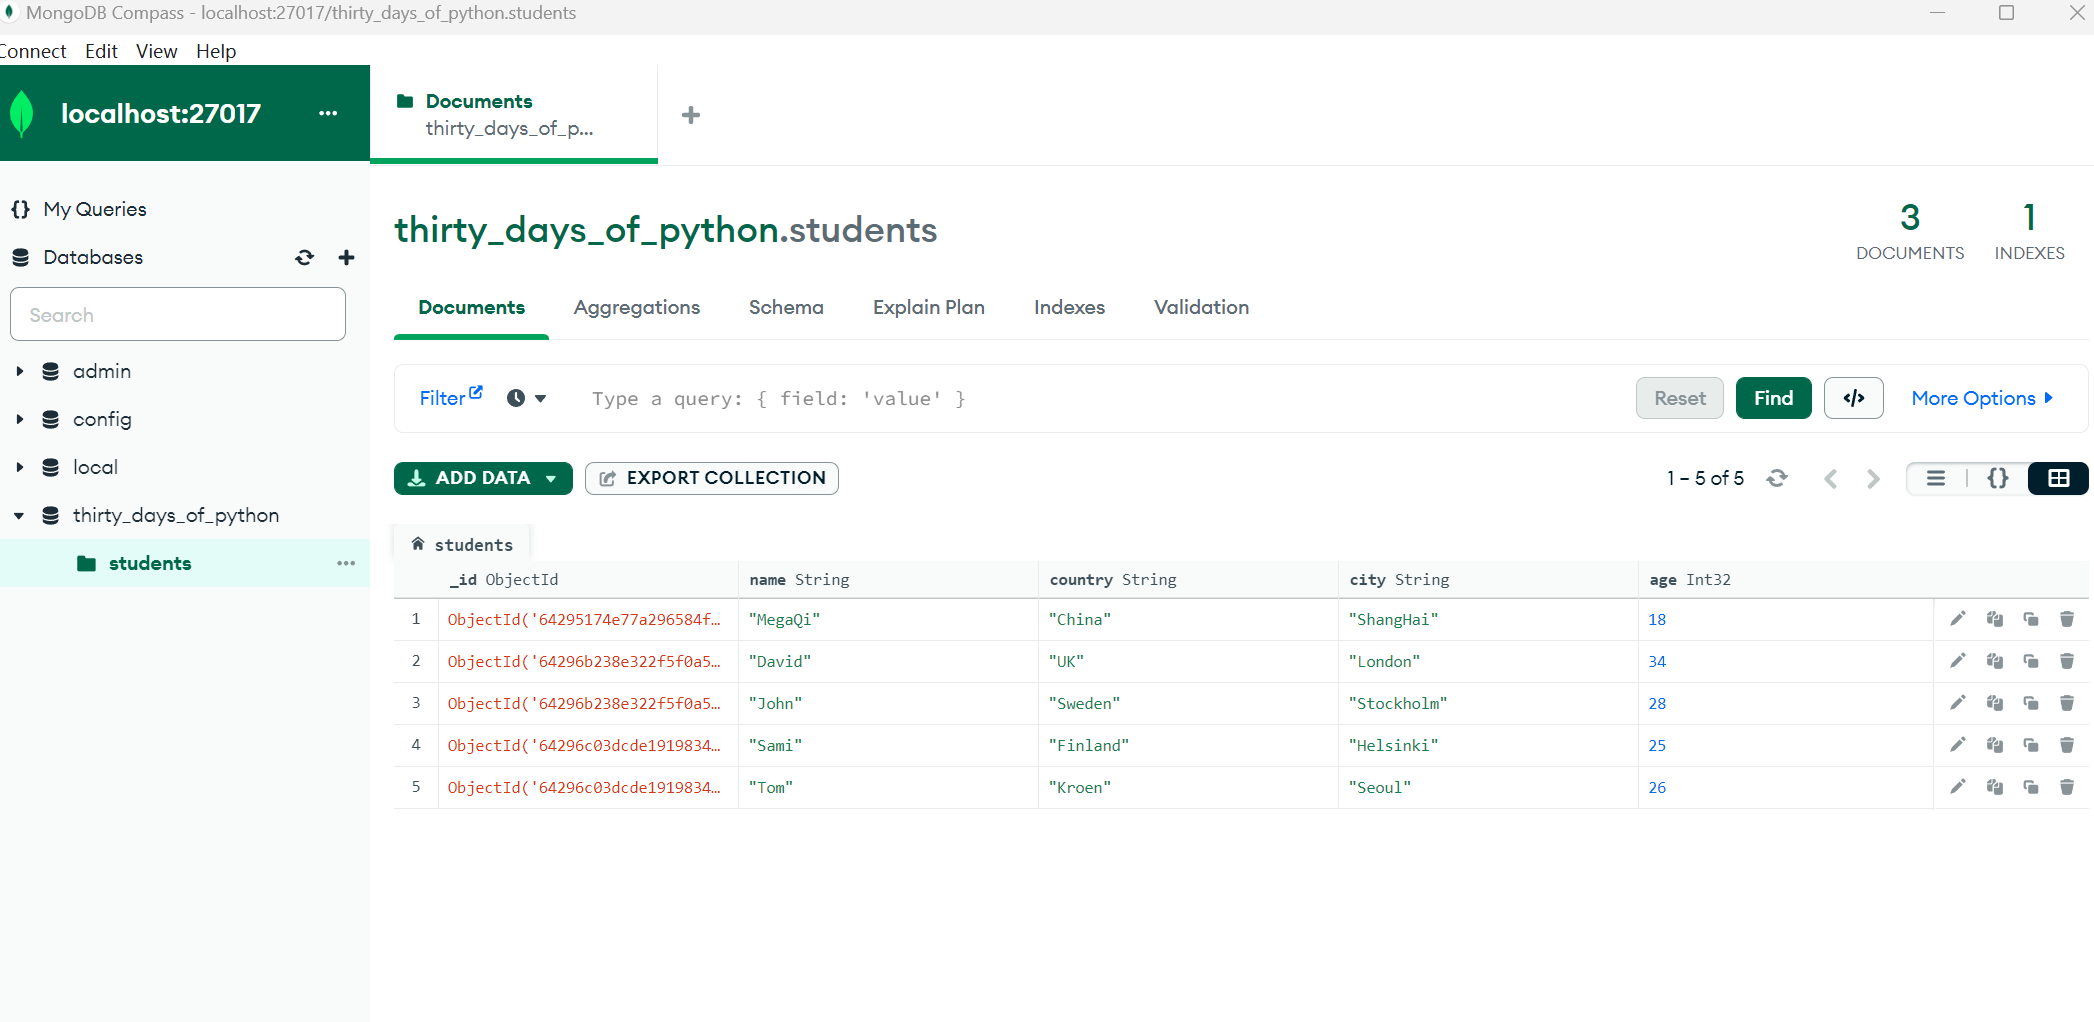 MongoDB Compass - localhost:27017/thirty_days_of_python.students
Connect Edit View Help
localhost:27017 ...
Documents
thirty_days_of_p...
My Queries
Databases
Search
admin
config
local
thirty_days_of_python
students ...
thirty_days_of_python.students
3
DOCUMENTS
1
INDEXES
Documents Aggregations Schema Explain Plan Indexes Validation
Filter Type a query: { field: 'value' } Reset Find </> More Options
ADD DATA EXPORT COLLECTION 1 – 5 of 5 {}
students
_id ObjectId name String country String city String age Int32
1 ObjectId('64295174e77a296584f… "MegaQi" "China" "ShangHai" 18
2 ObjectId('64296b238e322f5f0a5… "David" "UK" "London" 34
3 ObjectId('64296b238e322f5f0a5… "John" "Sweden" "Stockholm" 28
4 ObjectId('64296c03dcde1919834… "Sami" "Finland" "Helsinki" 25
5 ObjectId('64296c03dcde1919834… "Tom" "Kroen" "Seoul" 26